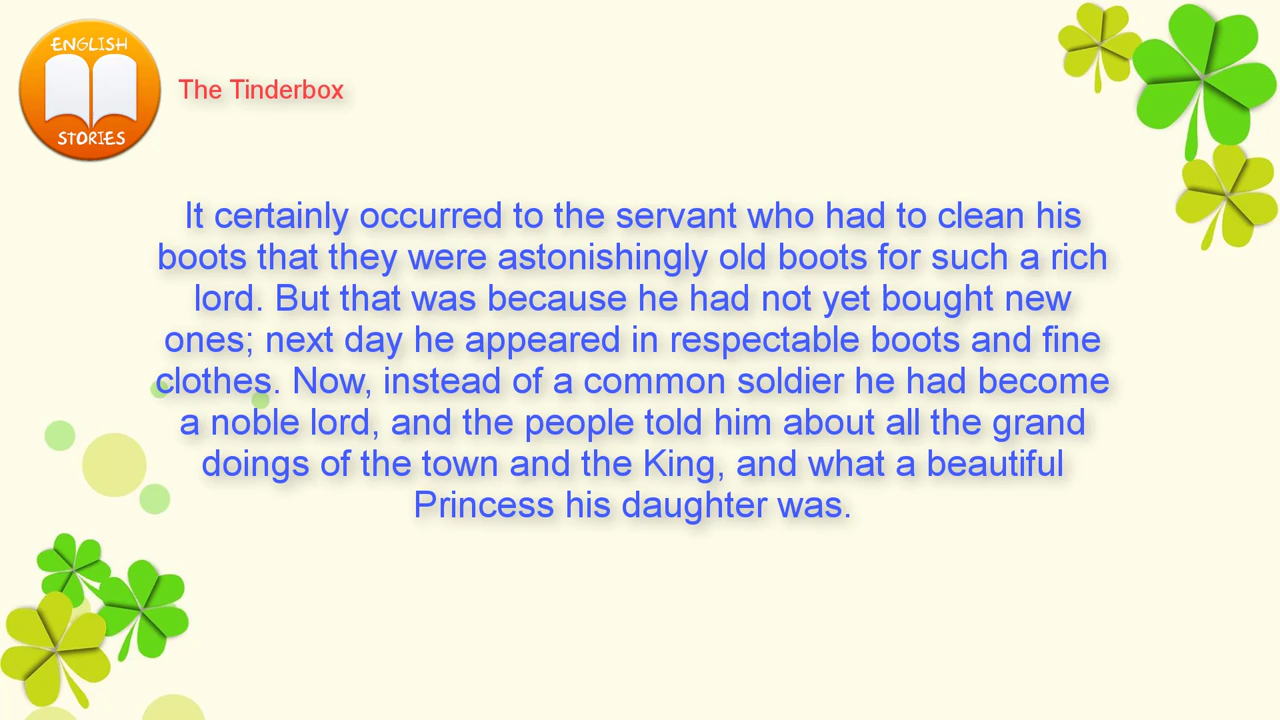 ENGLISH
STORIES
The Tinderbox
It certainly occurred to the servant who had to clean his
boots that they were astonishingly old boots for such a rich
lord. But that was because he had not yet bought new
ones; next day he appeared in respectable boots and fine
clothes. Now, instead of a common soldier he had become
a noble lord, and the people told him about all the grand
doings of the town and the King, and what a beautiful
Princess his daughter was.